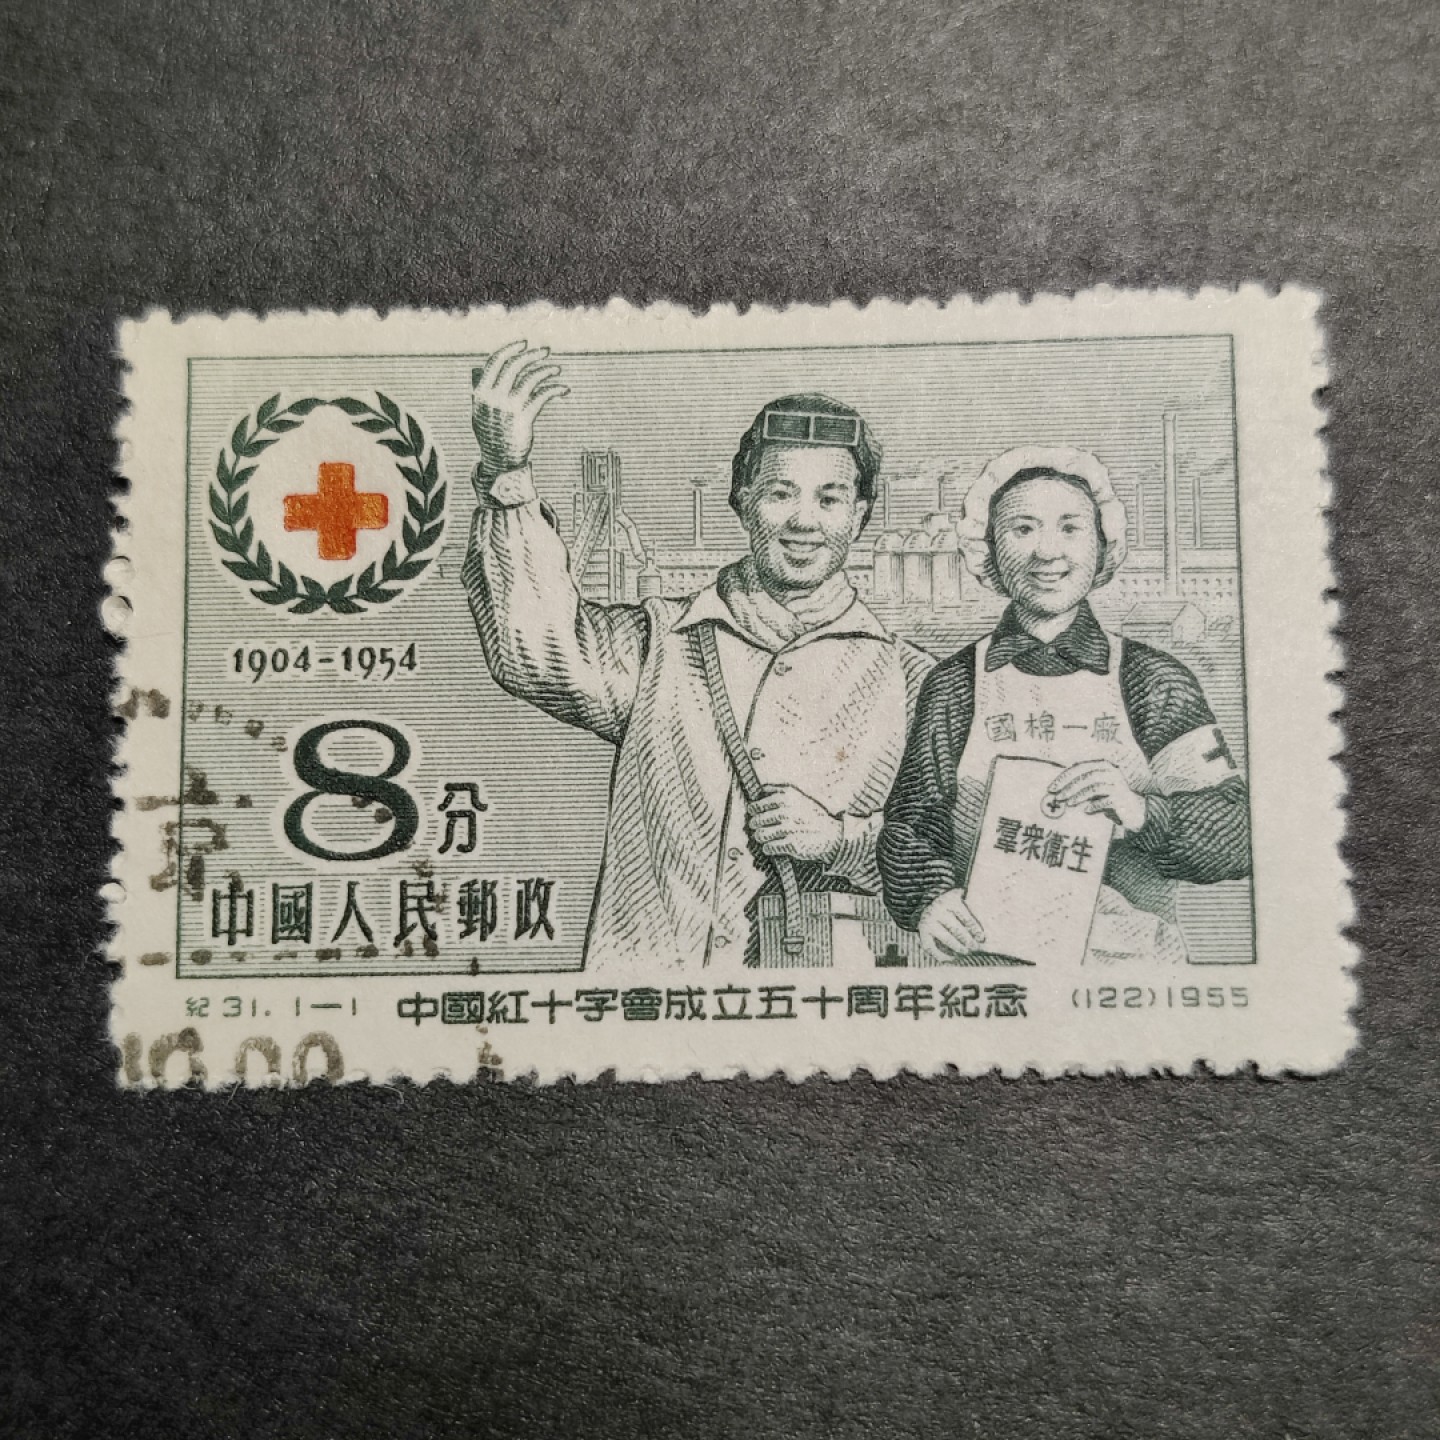 1904-1954
8分
中國人民郵政
國棉一廠
羣衆衞生
紀31.1-1 中國紅十字會成立五十周年紀念 (122)1955